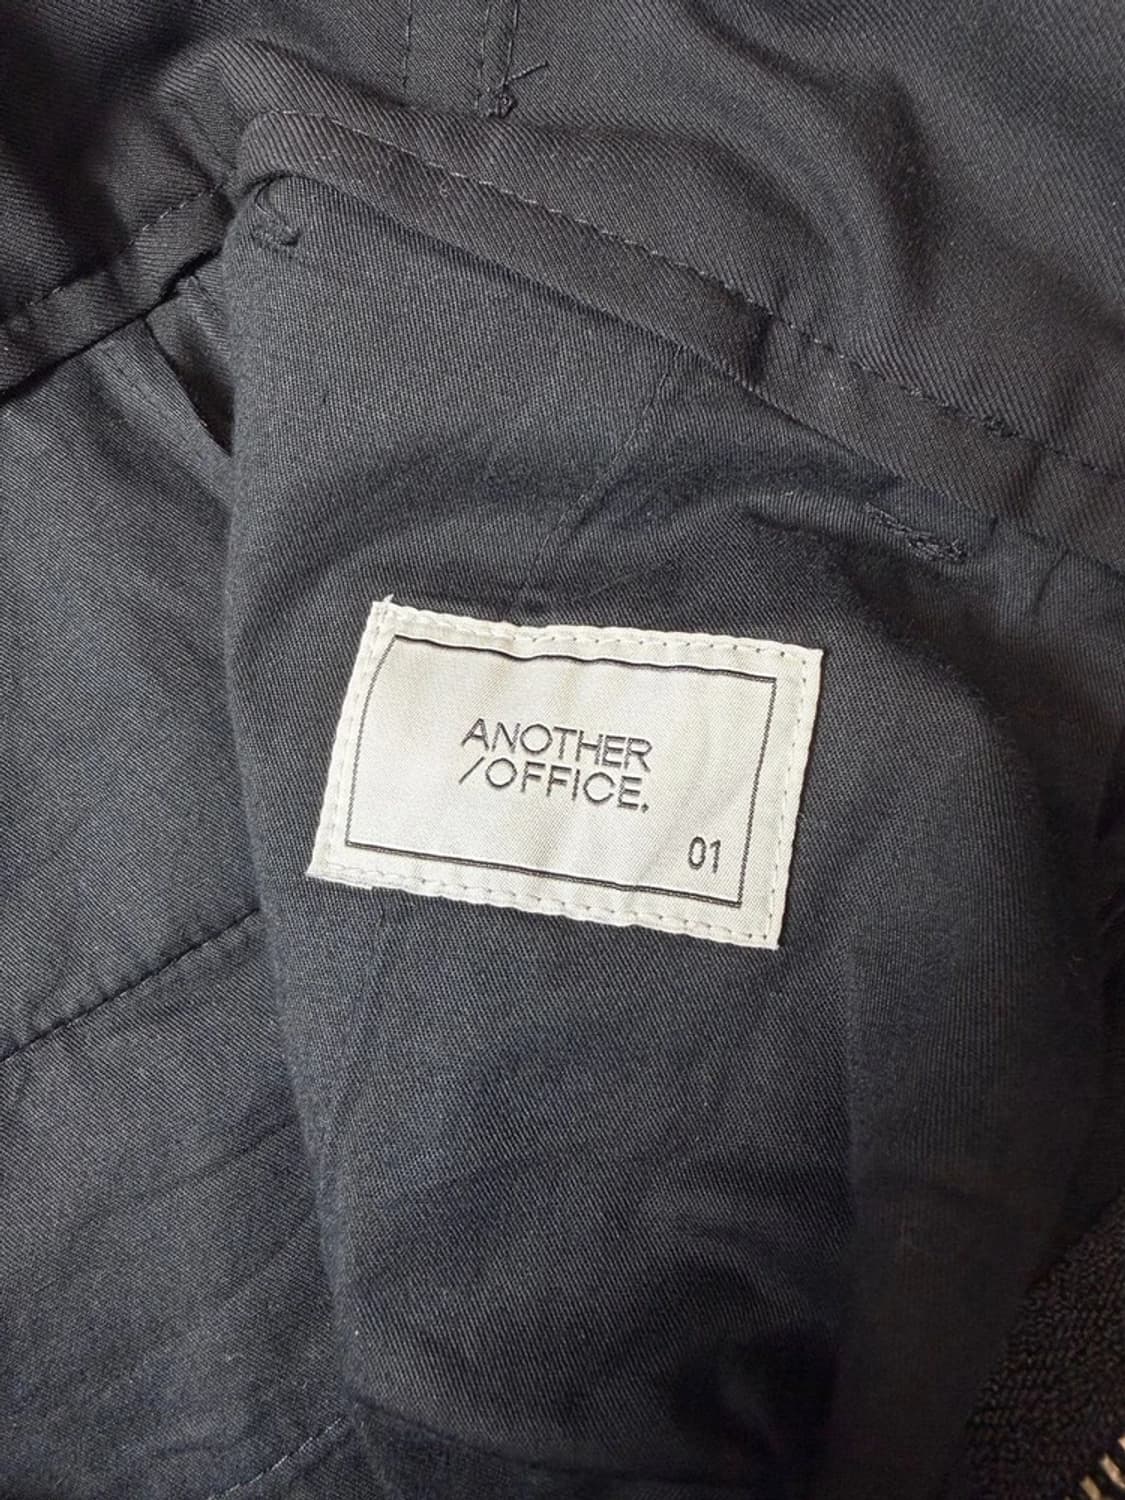 ANOTHER
/OFFICE.
01